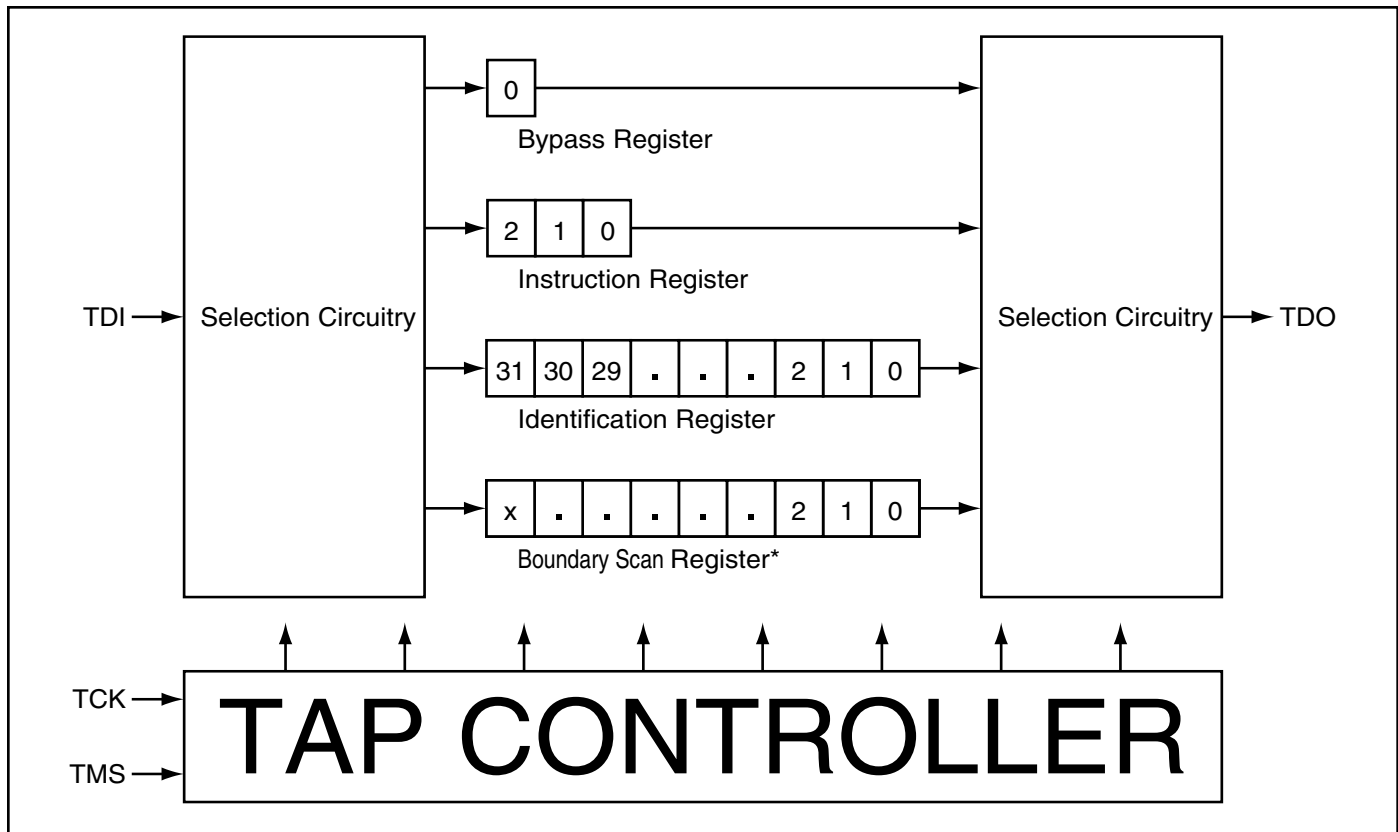 0
Bypass Register
2 1 0
Instruction Register
TDI
Selection Circuitry
Selection Circuitry
TDO
31 30 29 . . . 2 1 0
Identification Register
x . . . . . 2 1 0
Boundary Scan Register*
TCK
TMS
TAP CONTROLLER